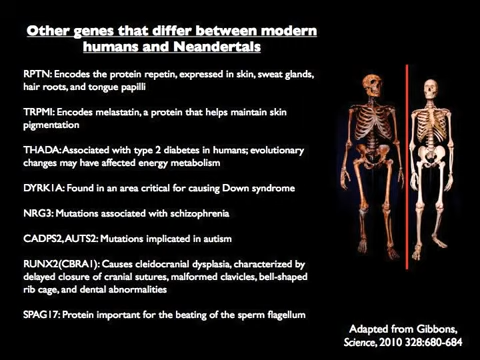 Other genes that differ between modern
humans and Neandertals
RPTN: Encodes the protein repetin, expressed in skin, sweat glands,
hair roots, and tongue papilli
TRPM1: Encodes melastatin, a protein that helps maintain skin
pigmentation
THADA: Associated with type 2 diabetes in humans; evolutionary
changes may have affected energy metabolism
DYRK1A: Found in an area critical for causing Down syndrome
NRG3: Mutations associated with schizophrenia
CADPS2, AUTS2: Mutations implicated in autism
RUNX2(CBRA1): Causes cleidocranial dysplasia, characterized by
delayed closure of cranial sutures, malformed clavicles, bell-shaped
rib cage, and dental abnormalities
SPAG17: Protein important for the beating of the sperm flagellum
Adapted from Gibbons,
Science, 2010 328:680-684